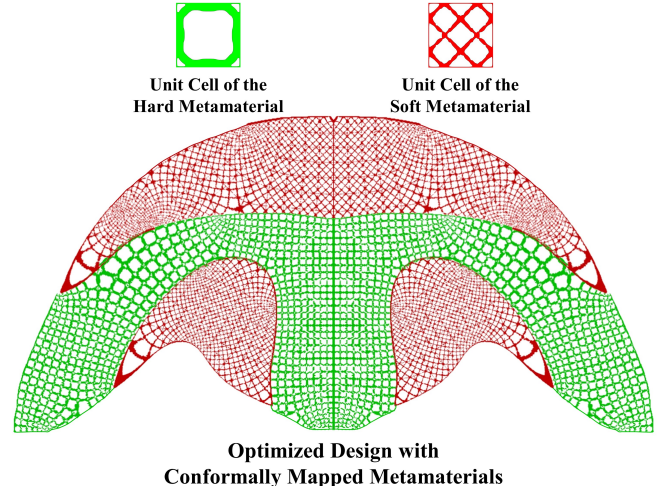 Unit Cell of the
Hard Metamaterial
Unit Cell of the
Soft Metamaterial
Optimized Design with
Conformally Mapped Metamaterials